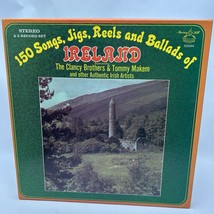 STEREO
A 5 RECORD SET
150 Songs, Jigs, Reels and Ballads of
IRELAND
The Clancy Brothers & Tommy Makem
and other Authentic Irish Artists